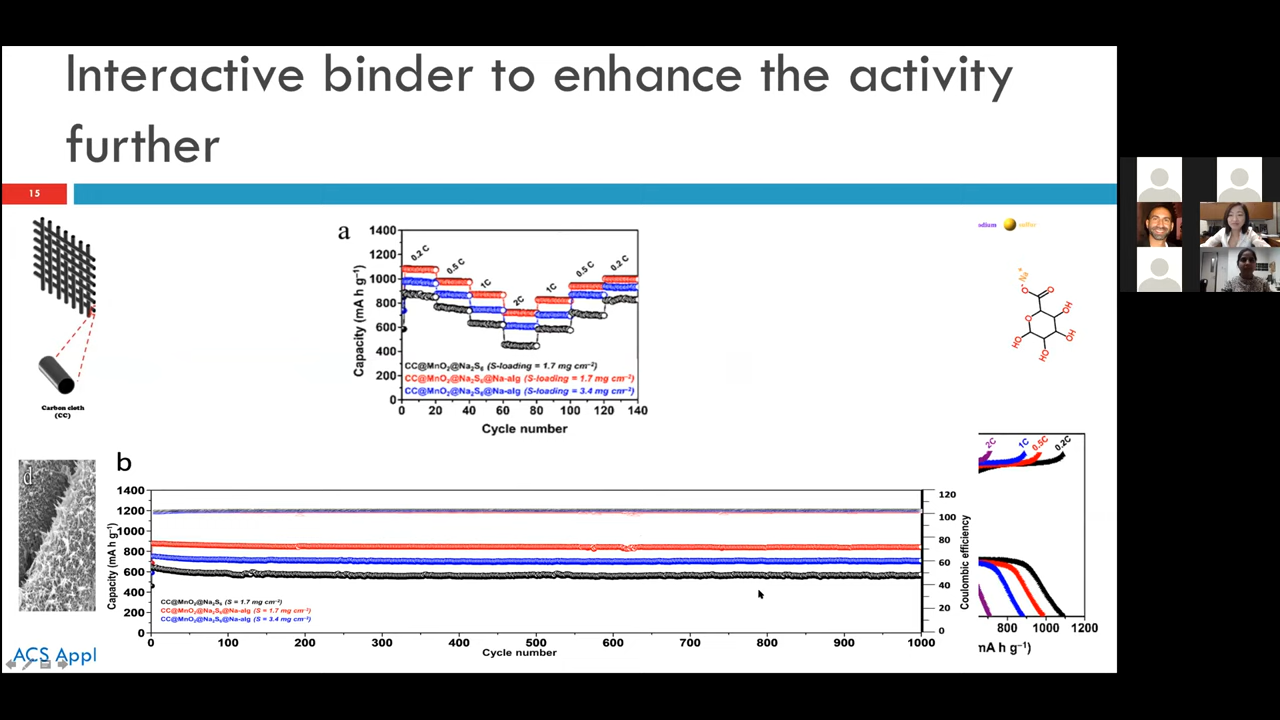 Interactive binder to enhance the activity
further
15
Carbon cloth
(CC)
a
Capacity (mA h g⁻¹)
1400
1200
1000
800
600
400
200
0
0.2 C
0.5 C
1C
2C
1C
0.5 C
0.2 C
CC@MnO₂@Na₂S₆ (S-loading = 1.7 mg cm⁻²)
CC@MnO₂@Na₂S₆@Na-alg (S-loading = 1.7 mg cm⁻²)
CC@MnO₂@Na₂S₆@Na-alg (S-loading = 3.4 mg cm⁻²)
0 20 40 60 80 100 120 140
Cycle number
odium sulfur
Na⁺
O⁻
O
O
OH
HO
OH
HO
d
b
Capacity (mA h g⁻¹)
1400
1200
1000
800
600
400
200
0
CC@MnO₂@Na₂S₆ (S = 1.7 mg cm⁻²)
CC@MnO₂@Na₂S₆@Na-alg (S = 1.7 mg cm⁻²)
CC@MnO₂@Na₂S₆@Na-alg (S = 3.4 mg cm⁻²)
0 100 200 300 400 500 600 700 800 900 1000
Cycle number
120
100
80
60
40
20
0
Coulombic efficiency
2C 1C 0.5C 0.2C
800 1000 1200
mA h g⁻¹)
ACS Appl